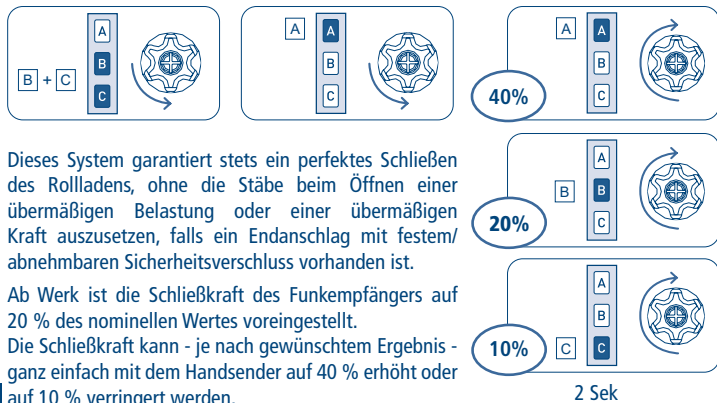 B + C
A
B
C
A
A
B
C
A
A
B
C
40%
Dieses System garantiert stets ein perfektes Schließen
des Rollladens, ohne die Stäbe beim Öffnen einer
übermäßigen Belastung oder einer übermäßigen
Kraft auszusetzen, falls ein Endanschlag mit festem/
abnehmbaren Sicherheitsverschluss vorhanden ist.
Ab Werk ist die Schließkraft des Funkempfängers auf
20 % des nominellen Wertes voreingestellt.
Die Schließkraft kann - je nach gewünschtem Ergebnis -
ganz einfach mit dem Handsender auf 40 % erhöht oder
auf 10 % verringert werden.
B
A
B
C
20%
C
A
B
C
10%
2 Sek